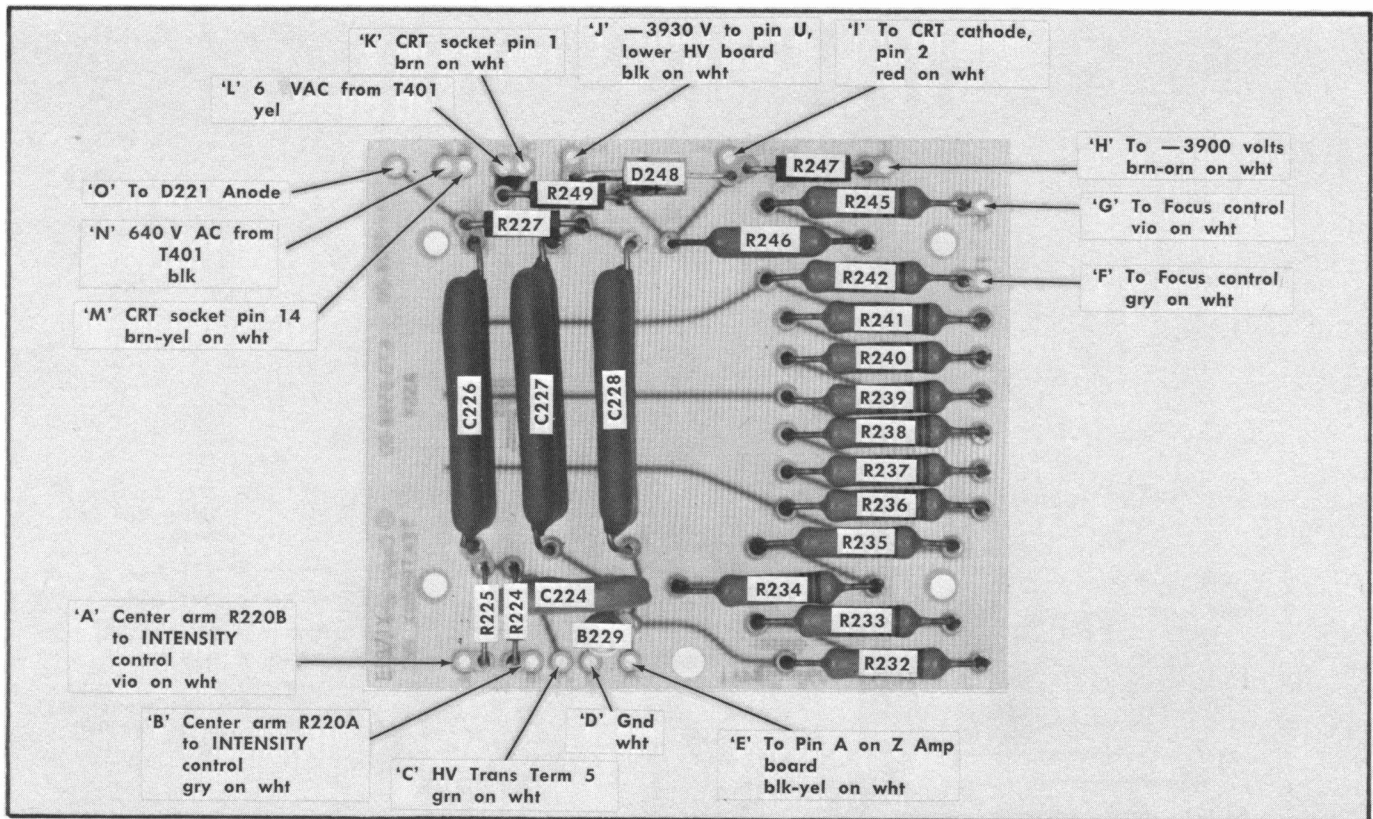 'K' CRT socket pin 1
brn on wht
'J' —3930 V to pin U,
lower HV board
blk on wht
'I' To CRT cathode,
pin 2
red on wht
'L' 6 VAC from T401
yel
'H' To —3900 volts
brn-orn on wht
'O' To D221 Anode
'G' To Focus control
vio on wht
'N' 640 V AC from
T401
blk
'F' To Focus control
gry on wht
'M' CRT socket pin 14
brn-yel on wht
D248
R247
R249
R245
R227
R246
R242
R241
R240
C226
C227
C228
R239
R238
R237
R236
R235
R234
C224
R225
R224
R233
B229
R232
'A' Center arm R220B
to INTENSITY
control
vio on wht
'B' Center arm R220A
to INTENSITY
control
gry on wht
'C' HV Trans Term 5
grn on wht
'D' Gnd
wht
'E' To Pin A on Z Amp
board
blk-yel on wht